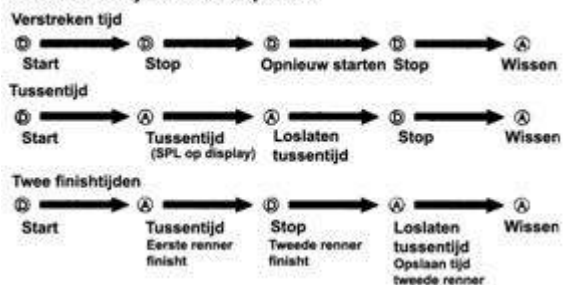 Verstreken tijd
D D D D A
Start Stop Opnieuw starten Stop Wissen
Tussentijd
D A A D A
Start Tussentijd Loslaten Stop Wissen
(SPL op display) tussentijd
Twee finishtijden
D A D A A
Start Tussentijd Stop Loslaten Wissen
Eerste renner Tweede renner tussentijd
finisht finisht Opslaan tijd
tweede renner